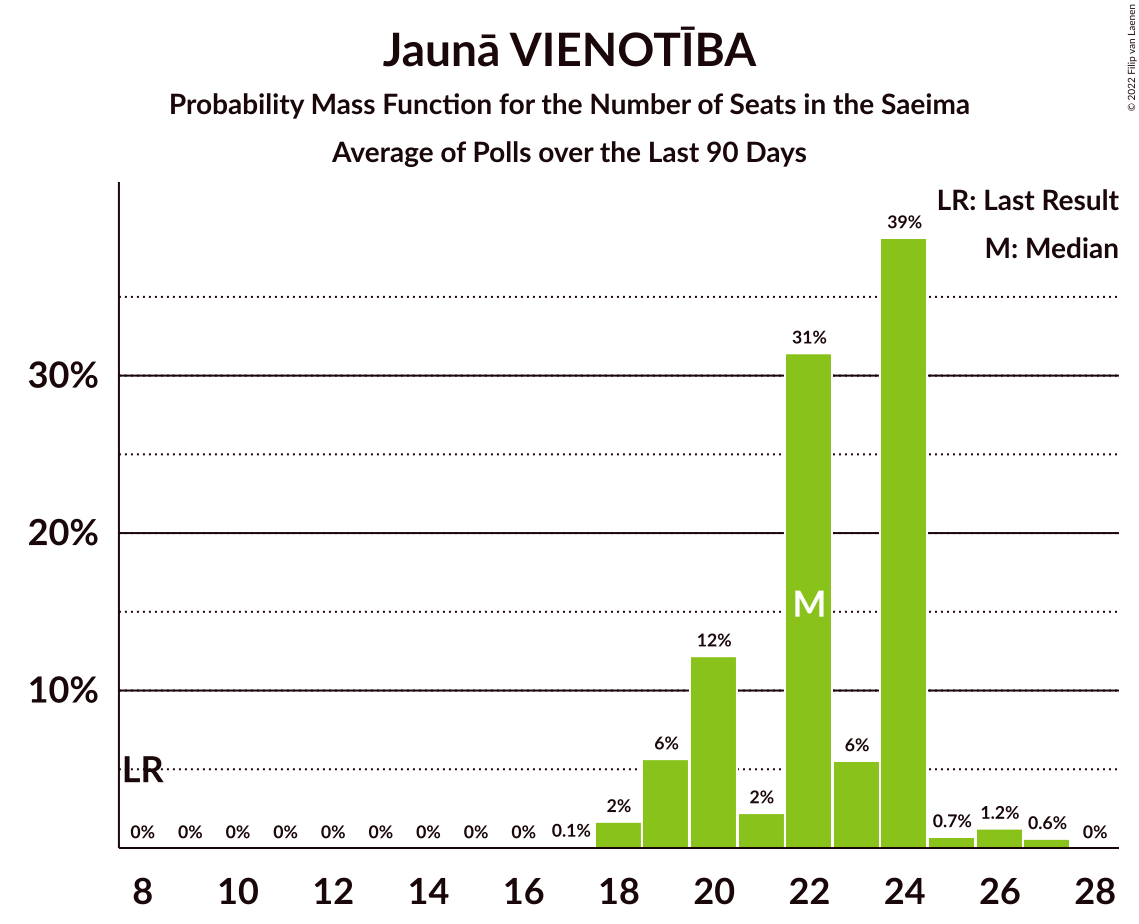 Jaunā VIENOTĪBA
Probability Mass Function for the Number of Seats in the Saeima
Average of Polls over the Last 90 Days
© 2022 Filip van Laenen
LR: Last Result
M: Median
39%
31%
30%
20%
M
12%
10%
6%
6%
LR
2%
2%
1.2%
0% 0% 0% 0% 0% 0% 0% 0% 0% 0.1% 0.7% 0.6% 0%
8 10 12 14 16 18 20 22 24 26 28